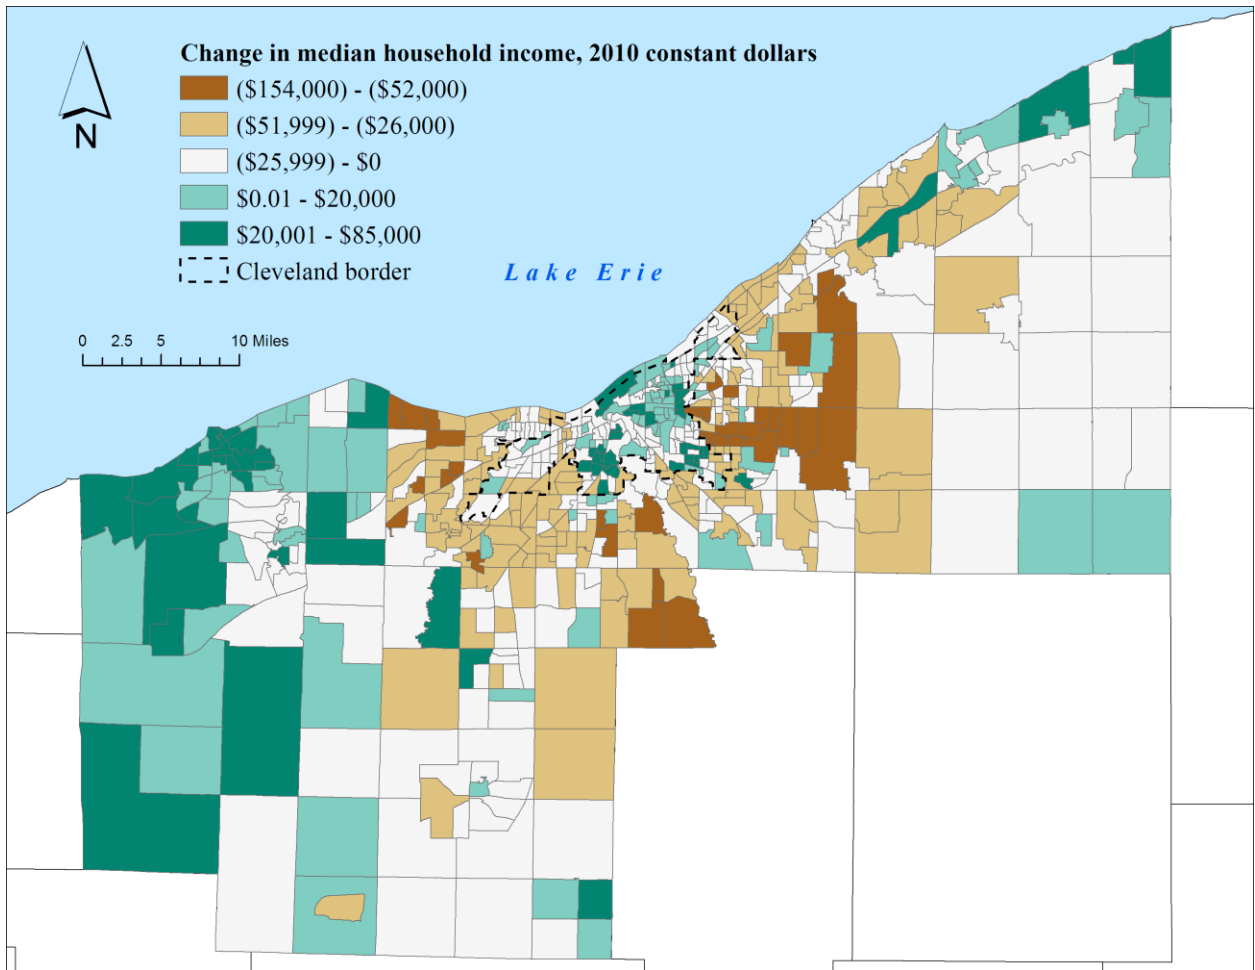 Change in median household income, 2010 constant dollars
($154,000) - ($52,000)
($51,999) - ($26,000)
($25,999) - $0
$0.01 - $20,000
$20,001 - $85,000
Cleveland border
N
Lake Erie
0 2.5 5 10 Miles